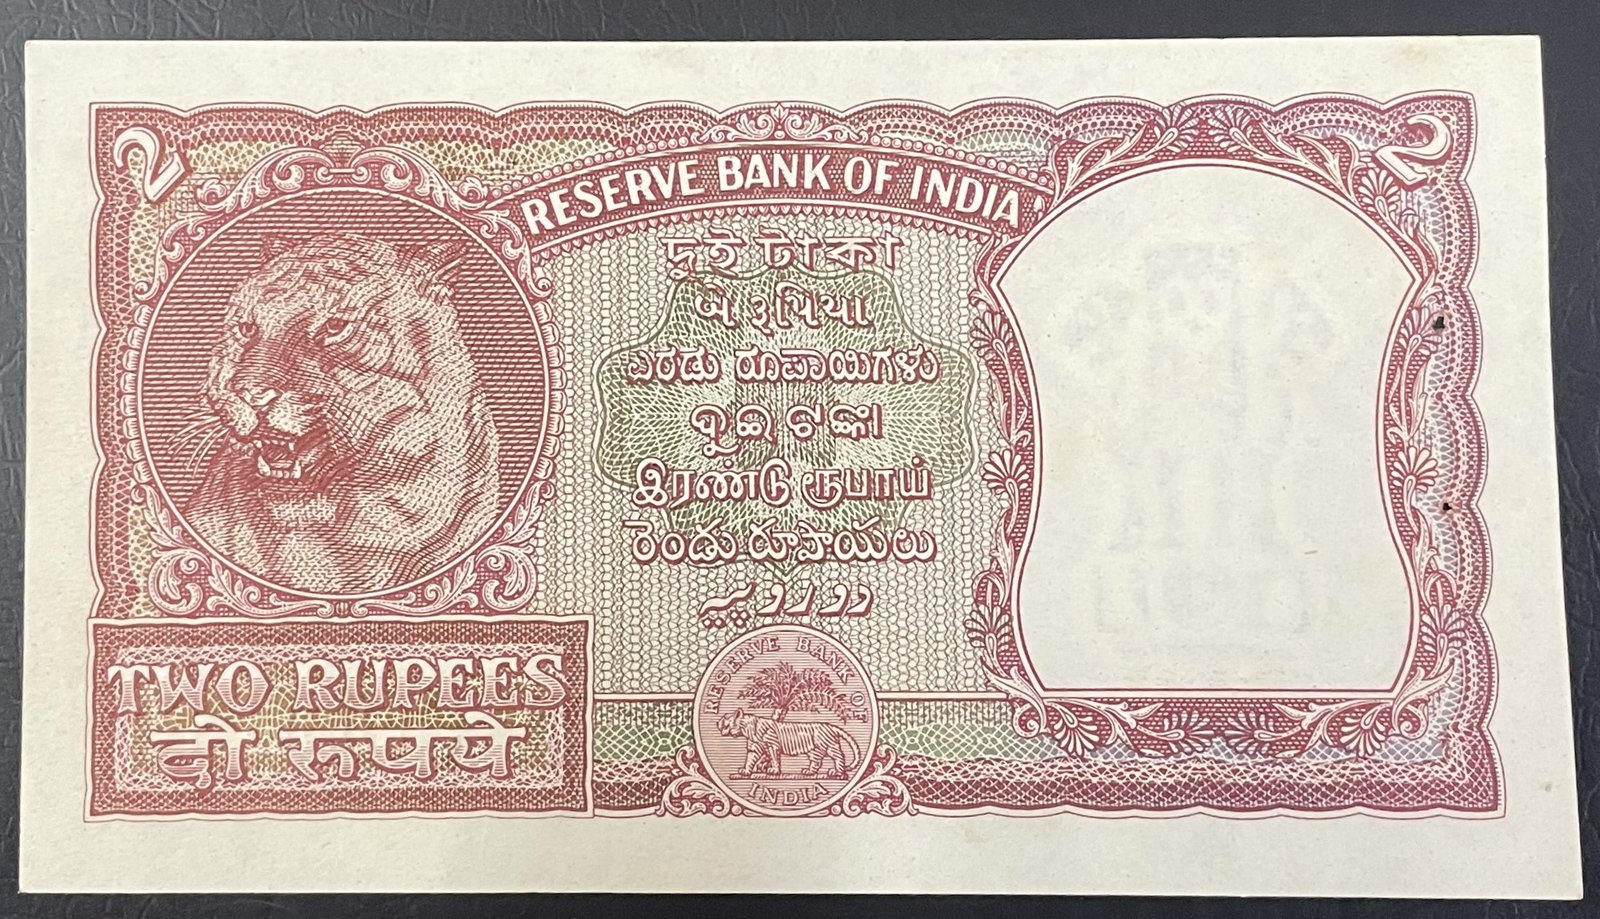 2
2
RESERVE BANK OF INDIA
দুই টাকা
બે રૂપિયા
ಎರಡು ರೂಪಾಯಿಗಳು
ଦୁଇ ଟଙ୍କା
இரண்டு ரூபாய்
రెండు రూపాయలు
دو روپیے
TWO RUPEES
दो रूपये
RESERVE BANK OF
INDIA